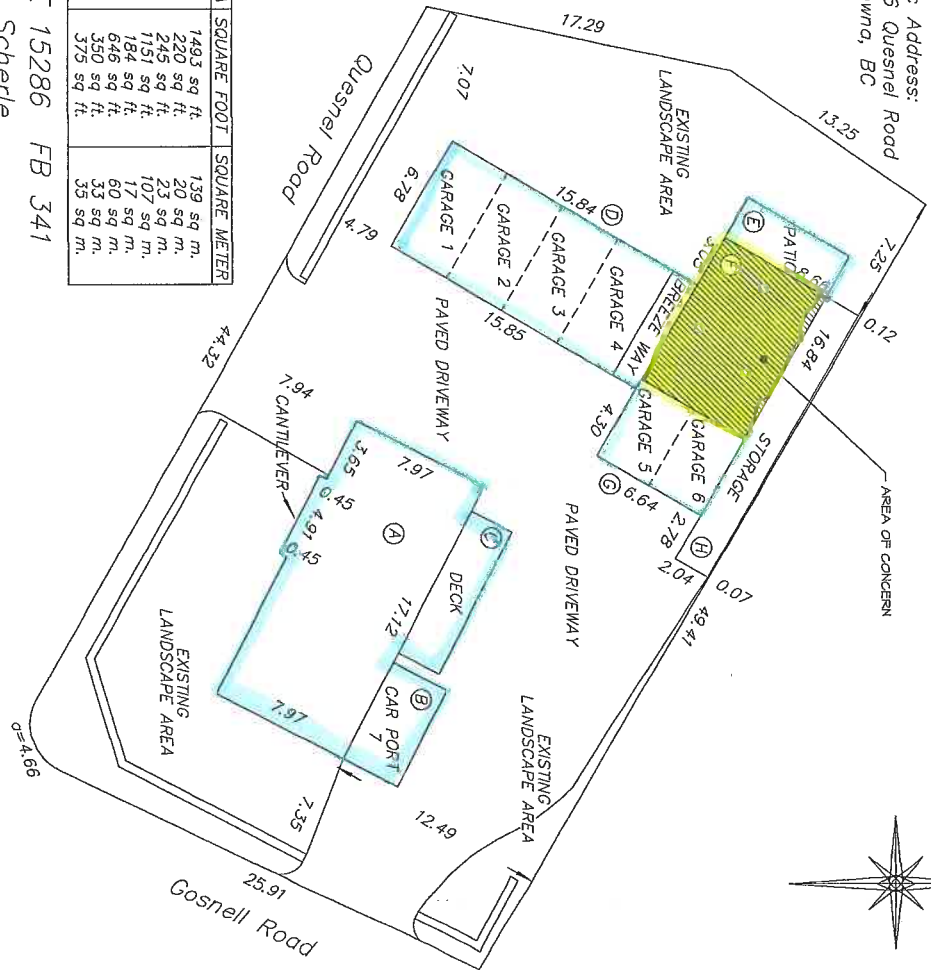 Address:
6 Quesnel Road
wna, BC
17.29
13.25
7.25
0.12
16.84
EXISTING
LANDSCAPE AREA
Quesnel Road
7.07
PATIO
8.66
E
F
D
15.84
6.78
4.79
GARAGE 1
GARAGE 2
GARAGE 3
GARAGE 4
BREEZE WAY
15.85
GARAGE 5
GARAGE 6
4.30
G
6.64
STORAGE
2.78
H
2.04
0.07
AREA OF CONCERN
49.41
PAVED DRIVEWAY
PAVED DRIVEWAY
44.32
7.94
CANTILEVER
3.65
0.45
4.91
0.45
7.97
A
C
DECK
17.12
B
CAR PORT
7
7.97
EXISTING
LANDSCAPE AREA
EXISTING
LANDSCAPE AREA
7.35
12.49
a=4.66
25.91
Gosnell Road
SQUARE FOOT SQUARE METER
1493 sq ft. 139 sq m.
220 sq ft. 20 sq m.
245 sq ft. 23 sq m.
1151 sq ft. 107 sq m.
184 sq ft. 17 sq m.
646 sq ft. 60 sq m.
350 sq ft. 33 sq m.
375 sq ft. 35 sq m.
15286 FB 341
Scherle